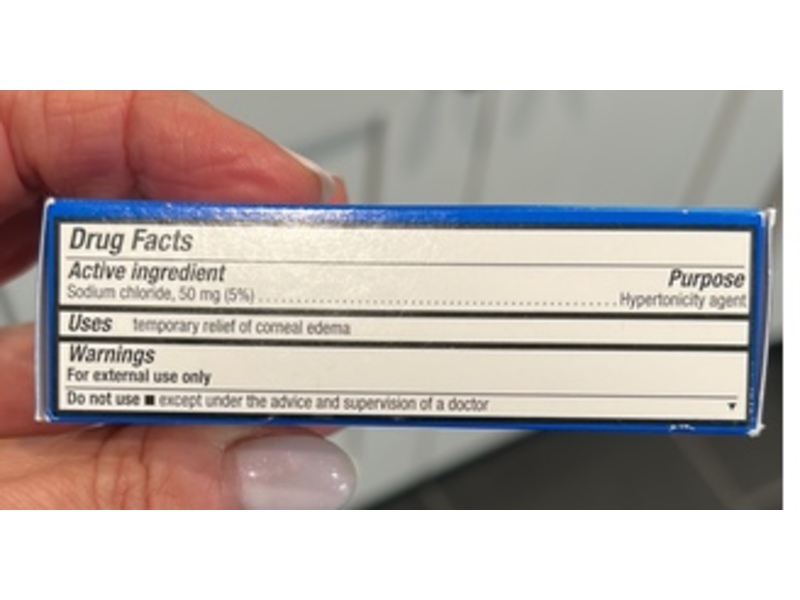 Drug Facts
Active ingredient Purpose
Sodium chloride, 50 mg (5%) ........................................................ Hypertonicity agent
Uses temporary relief of corneal edema
Warnings
For external use only
Do not use ■ except under the advice and supervision of a doctor ▼